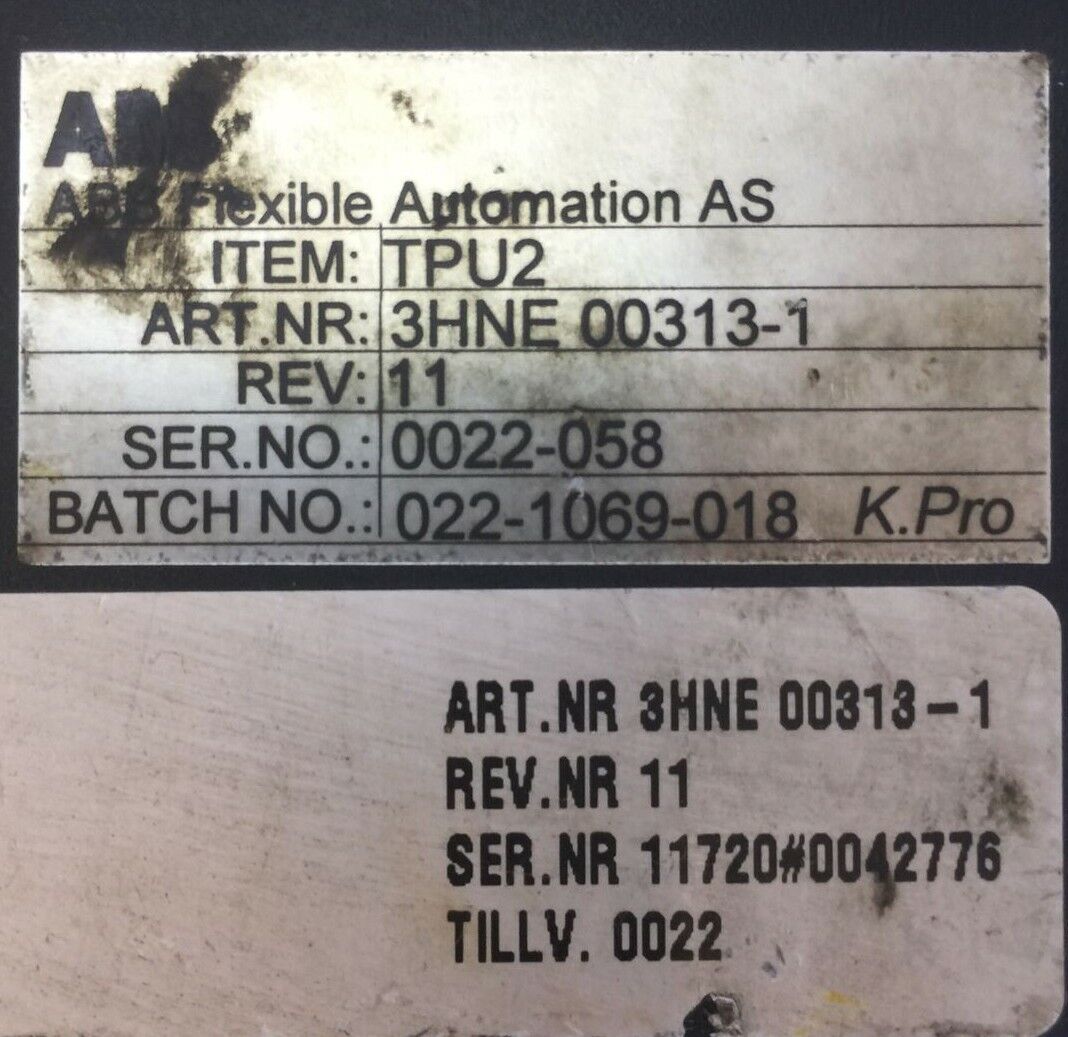 ABB
ABB Flexible Automation AS
ITEM: TPU2
ART.NR: 3HNE 00313-1
REV: 11
SER.NO.: 0022-058
BATCH NO.: 022-1069-018 K.Pro
ART.NR 3HNE 00313-1
REV.NR 11
SER.NR 11720#0042776
TILLV. 0022